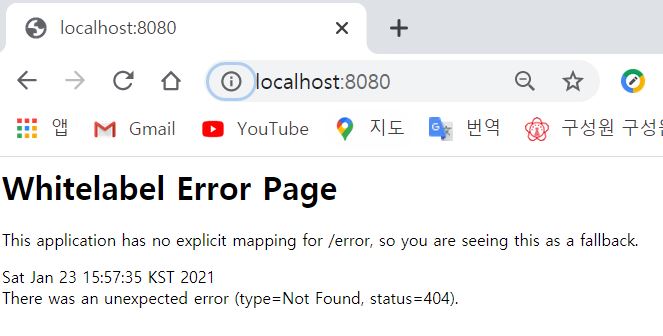 localhost:8080
localhost:8080
앱 Gmail YouTube 지도 번역 구성원 구성원
Whitelabel Error Page
This application has no explicit mapping for /error, so you are seeing this as a fallback.
Sat Jan 23 15:57:35 KST 2021
There was an unexpected error (type=Not Found, status=404).